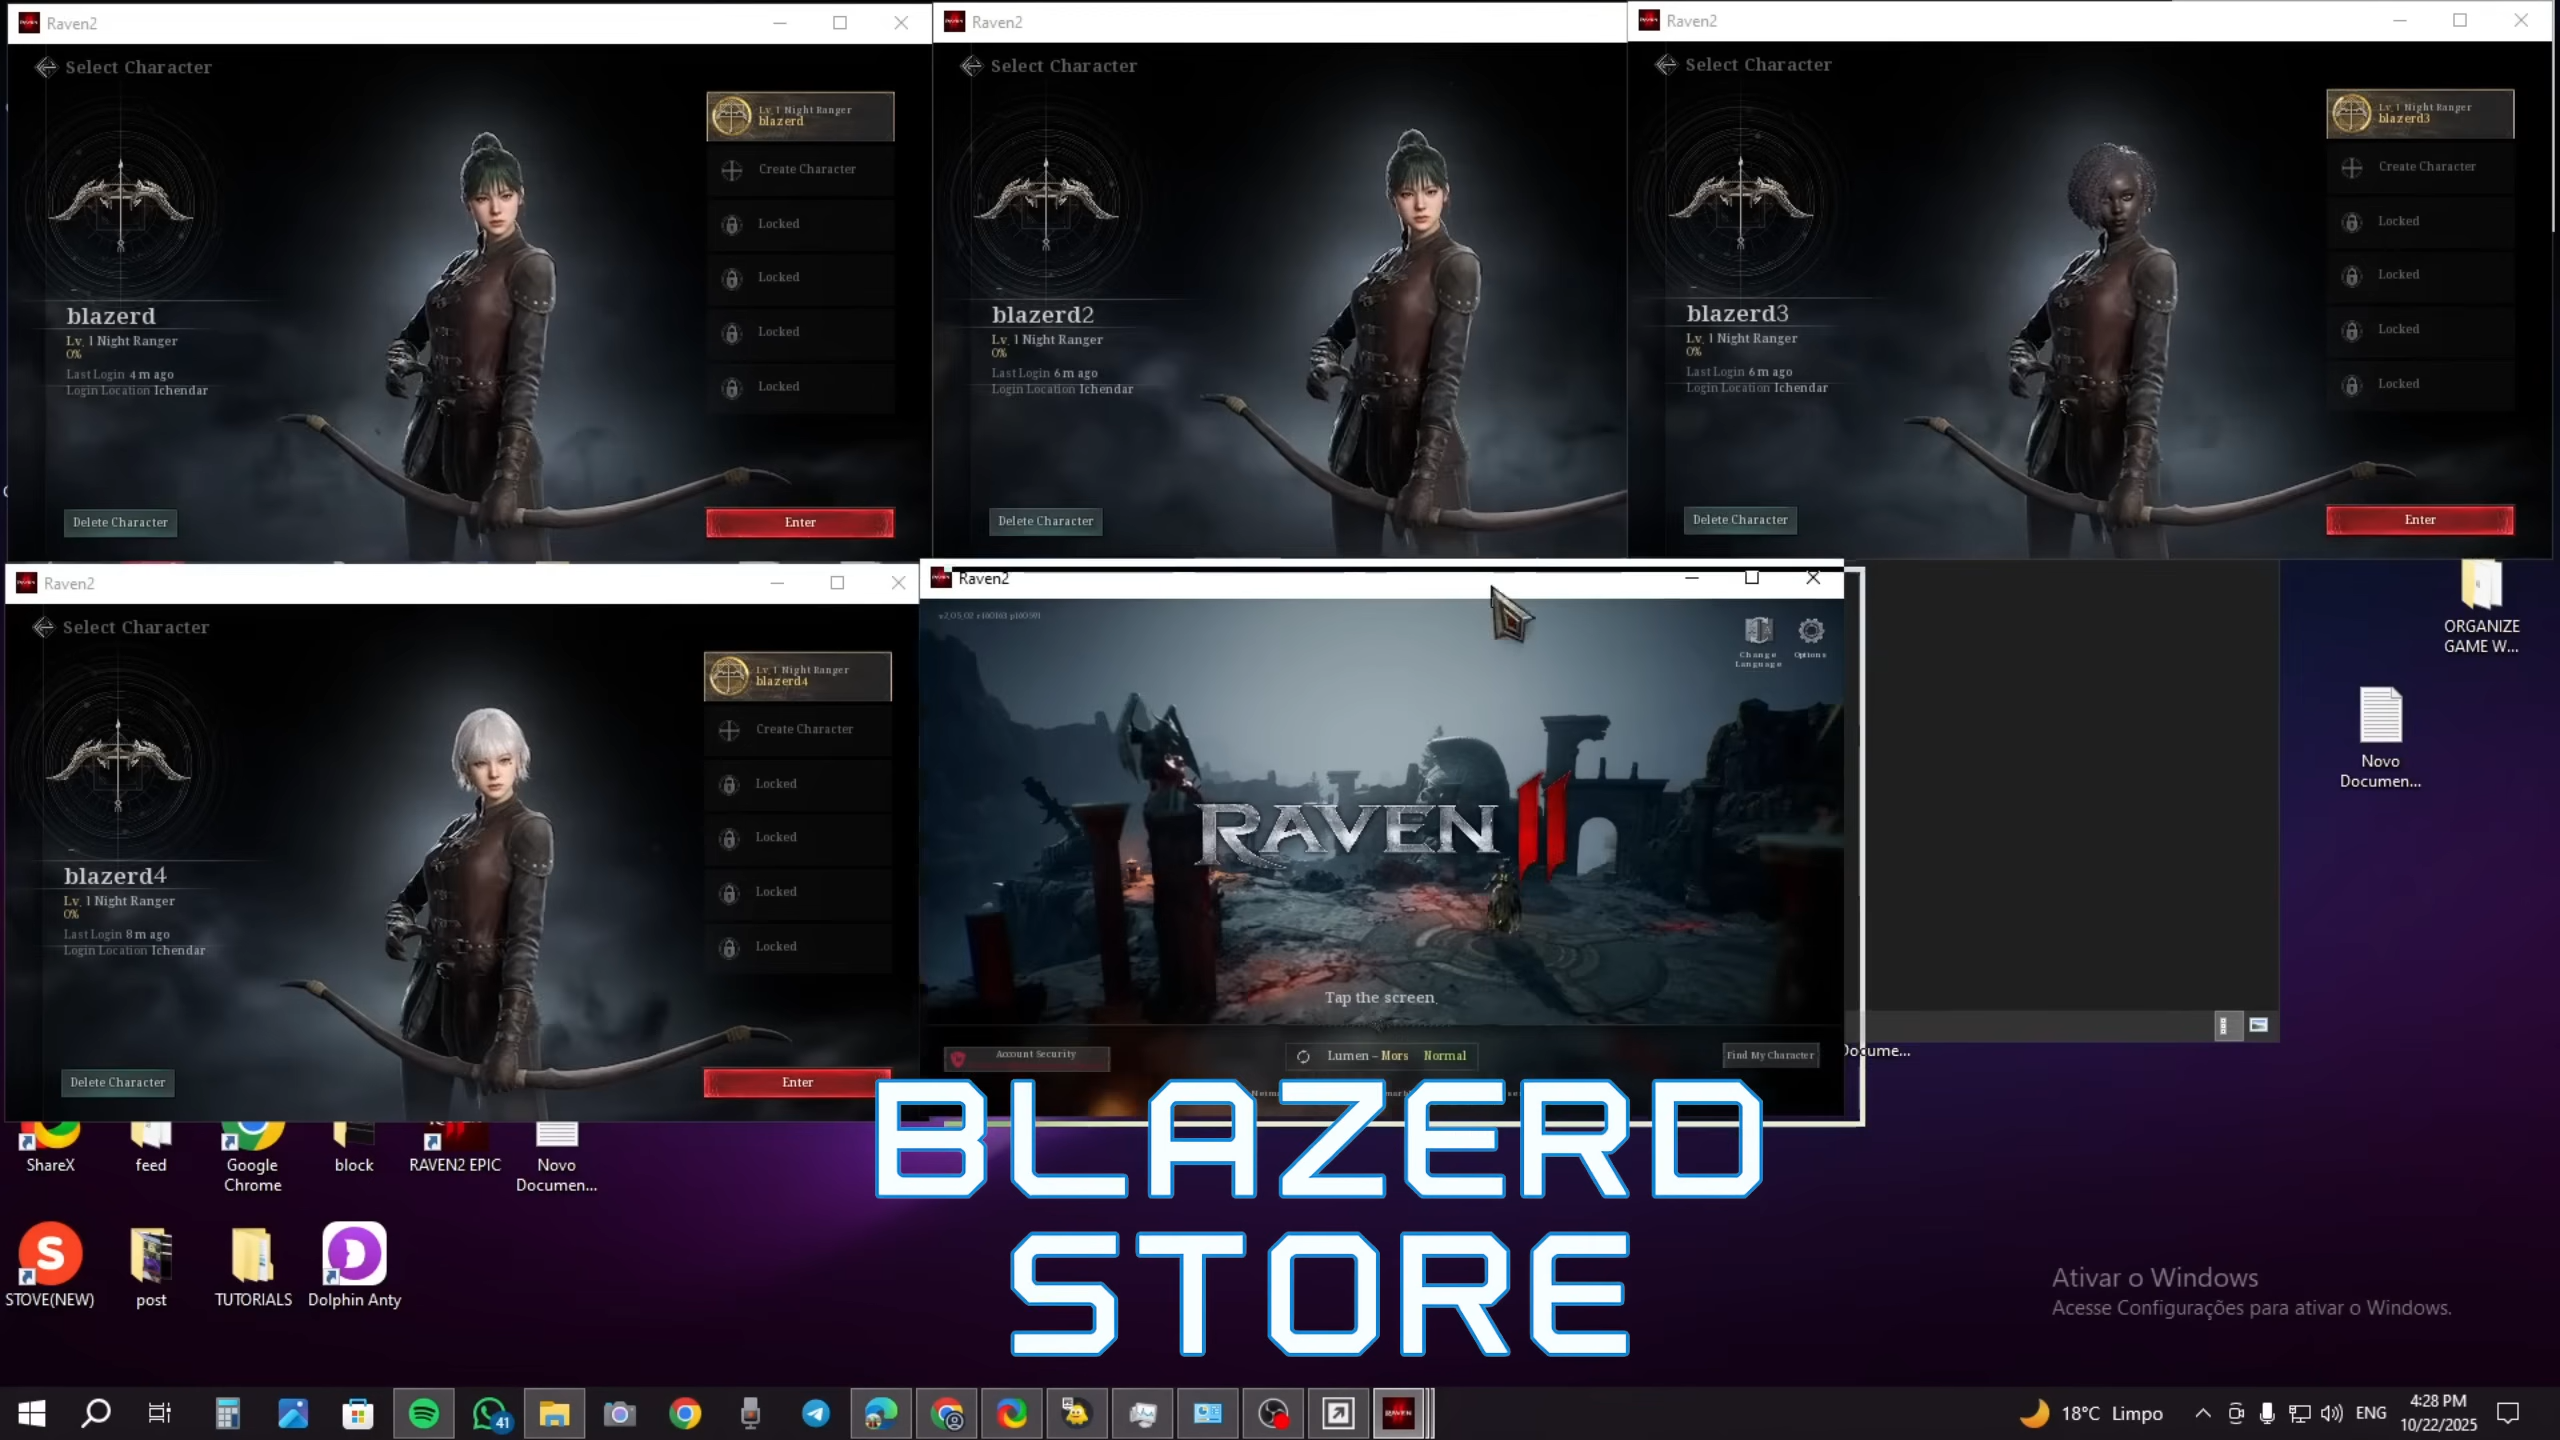 Raven2
Select Character
Lv. 1 Night Ranger
blazerd
Create Character
Locked
Locked
Locked
Locked
blazerd
Lv. 1 Night Ranger
0%
Last Login 4 m ago
Login Location Ichendar
Delete Character
Enter
Raven2
Select Character
blazerd2
Lv. 1 Night Ranger
0%
Last Login 6 m ago
Login Location Ichendar
Delete Character
Raven2
Select Character
Lv. 1 Night Ranger
blazerd3
Create Character
Locked
Locked
Locked
Locked
blazerd3
Lv. 1 Night Ranger
0%
Last Login 6 m ago
Login Location Ichendar
Delete Character
Enter
Raven2
Select Character
Lv. 1 Night Ranger
blazerd4
Create Character
Locked
Locked
Locked
Locked
blazerd4
Lv. 1 Night Ranger
0%
Last Login 8 m ago
Login Location Ichendar
Delete Character
Enter
Raven2
Change
Language
Options
RAVEN II
Tap the screen.
Account Security
Lumen – Mors Normal
Find My Character
ORGANIZE
GAME W...
Novo
Documen...
Docume...
BLAZERD
STORE
ShareX
feed
Google
Chrome
block
RAVEN2 EPIC
Novo
Documen...
STOVE(NEW)
post
TUTORIALS
Dolphin Anty
Ativar o Windows
Acesse Configurações para ativar o Windows.
41
18°C Limpo
ENG
4:28 PM
10/22/2025